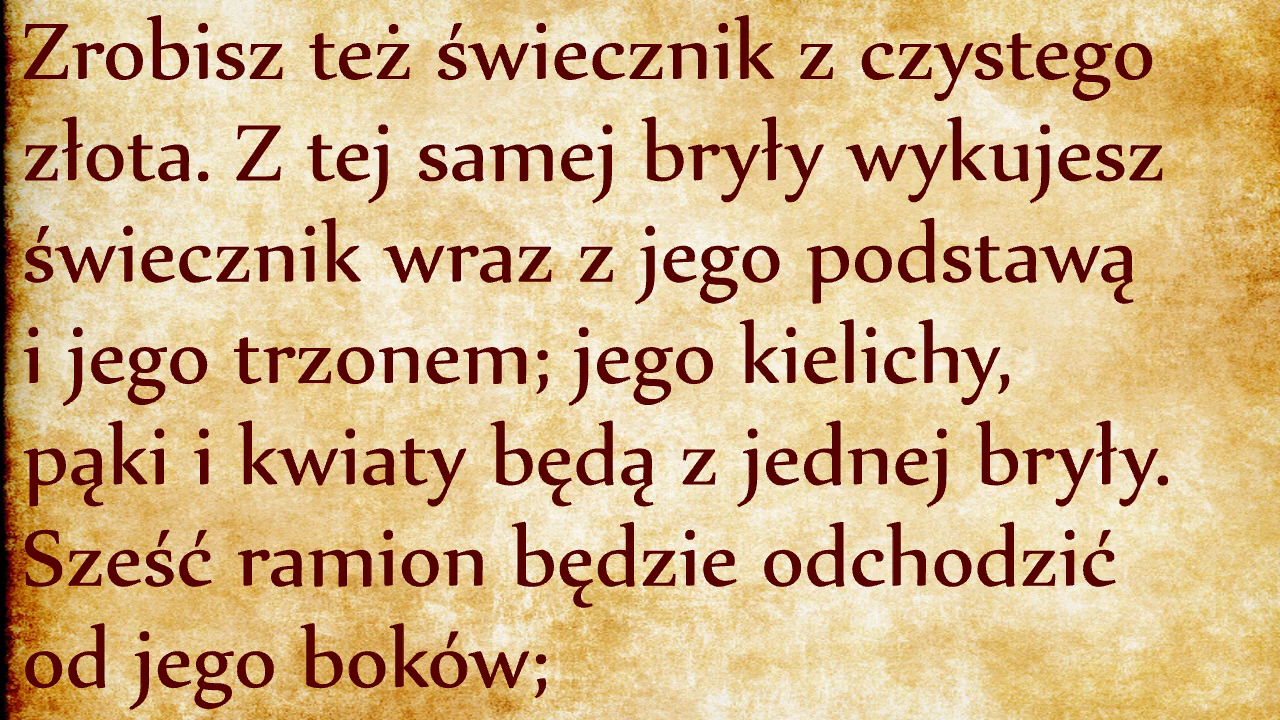 Zrobisz też świecznik z czystego
złota. Z tej samej bryły wykujesz
świecznik wraz z jego podstawą
i jego trzonem; jego kielichy,
pąki i kwiaty będą z jednej bryły.
Sześć ramion będzie odchodzić
od jego boków;